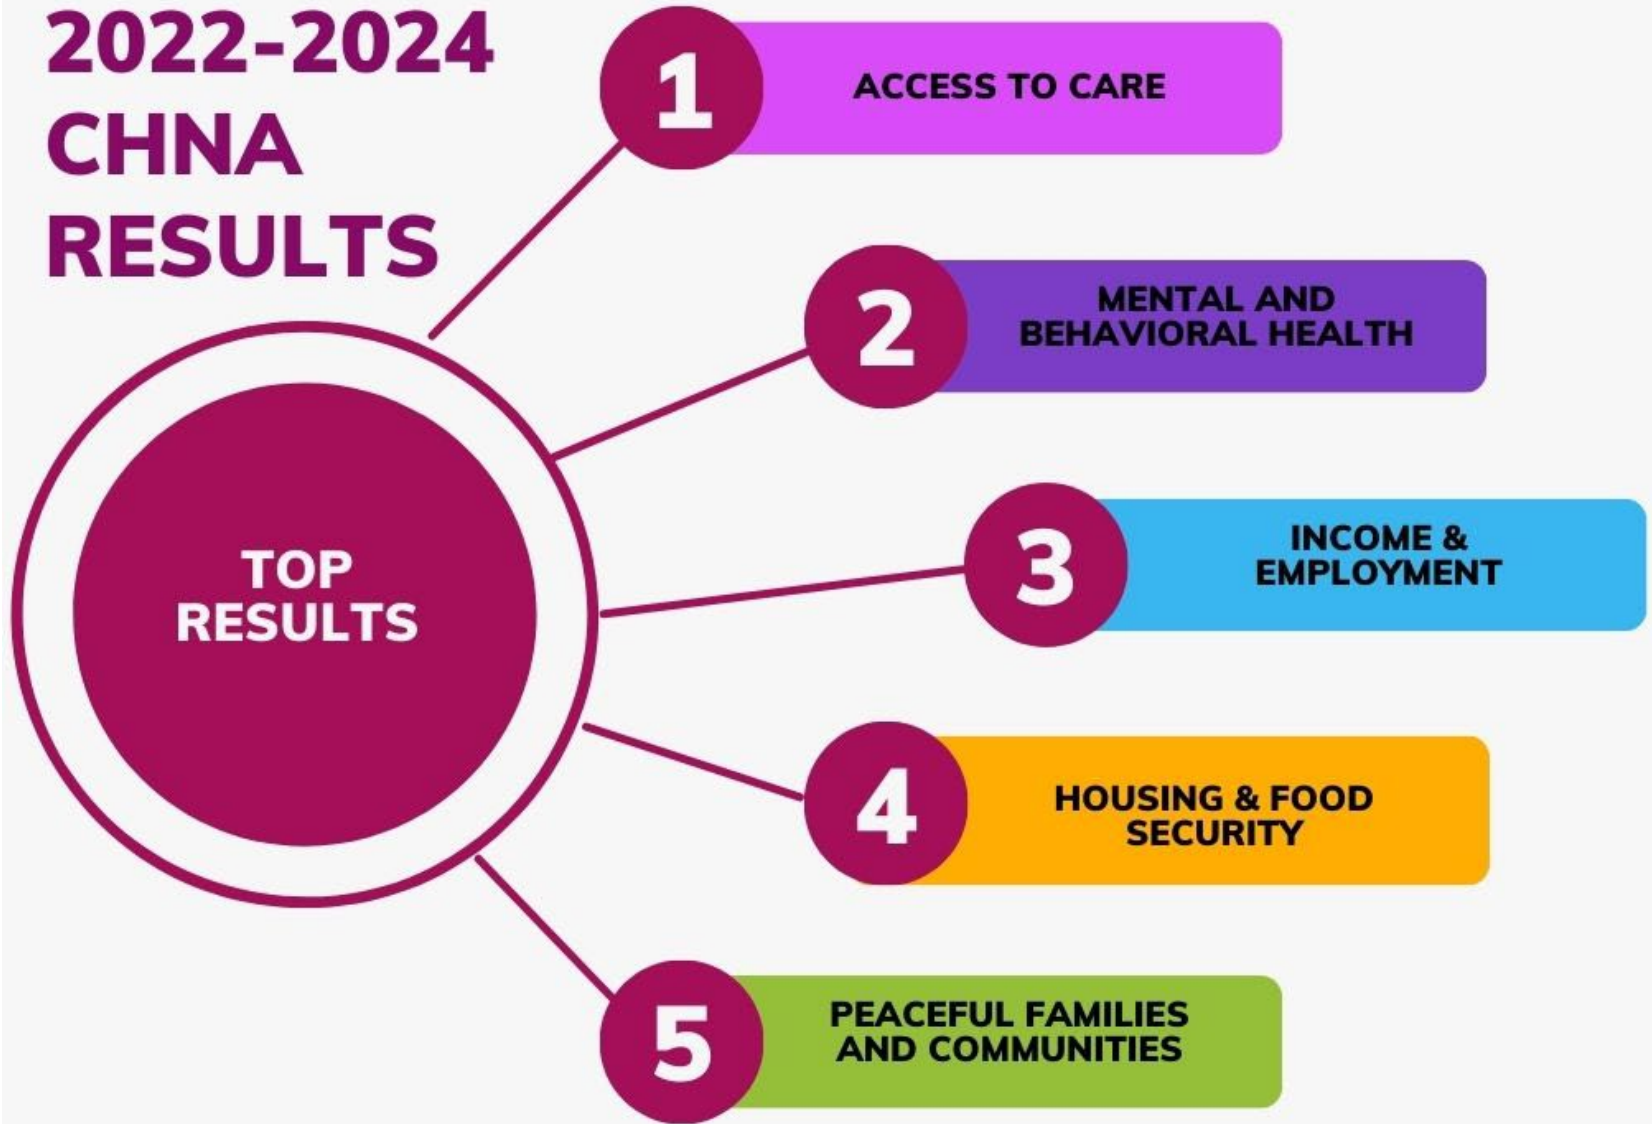 2022-2024
CHNA
RESULTS
TOP
RESULTS
1
ACCESS TO CARE
2
MENTAL AND
BEHAVIORAL HEALTH
3
INCOME &
EMPLOYMENT
4
HOUSING & FOOD
SECURITY
5
PEACEFUL FAMILIES
AND COMMUNITIES